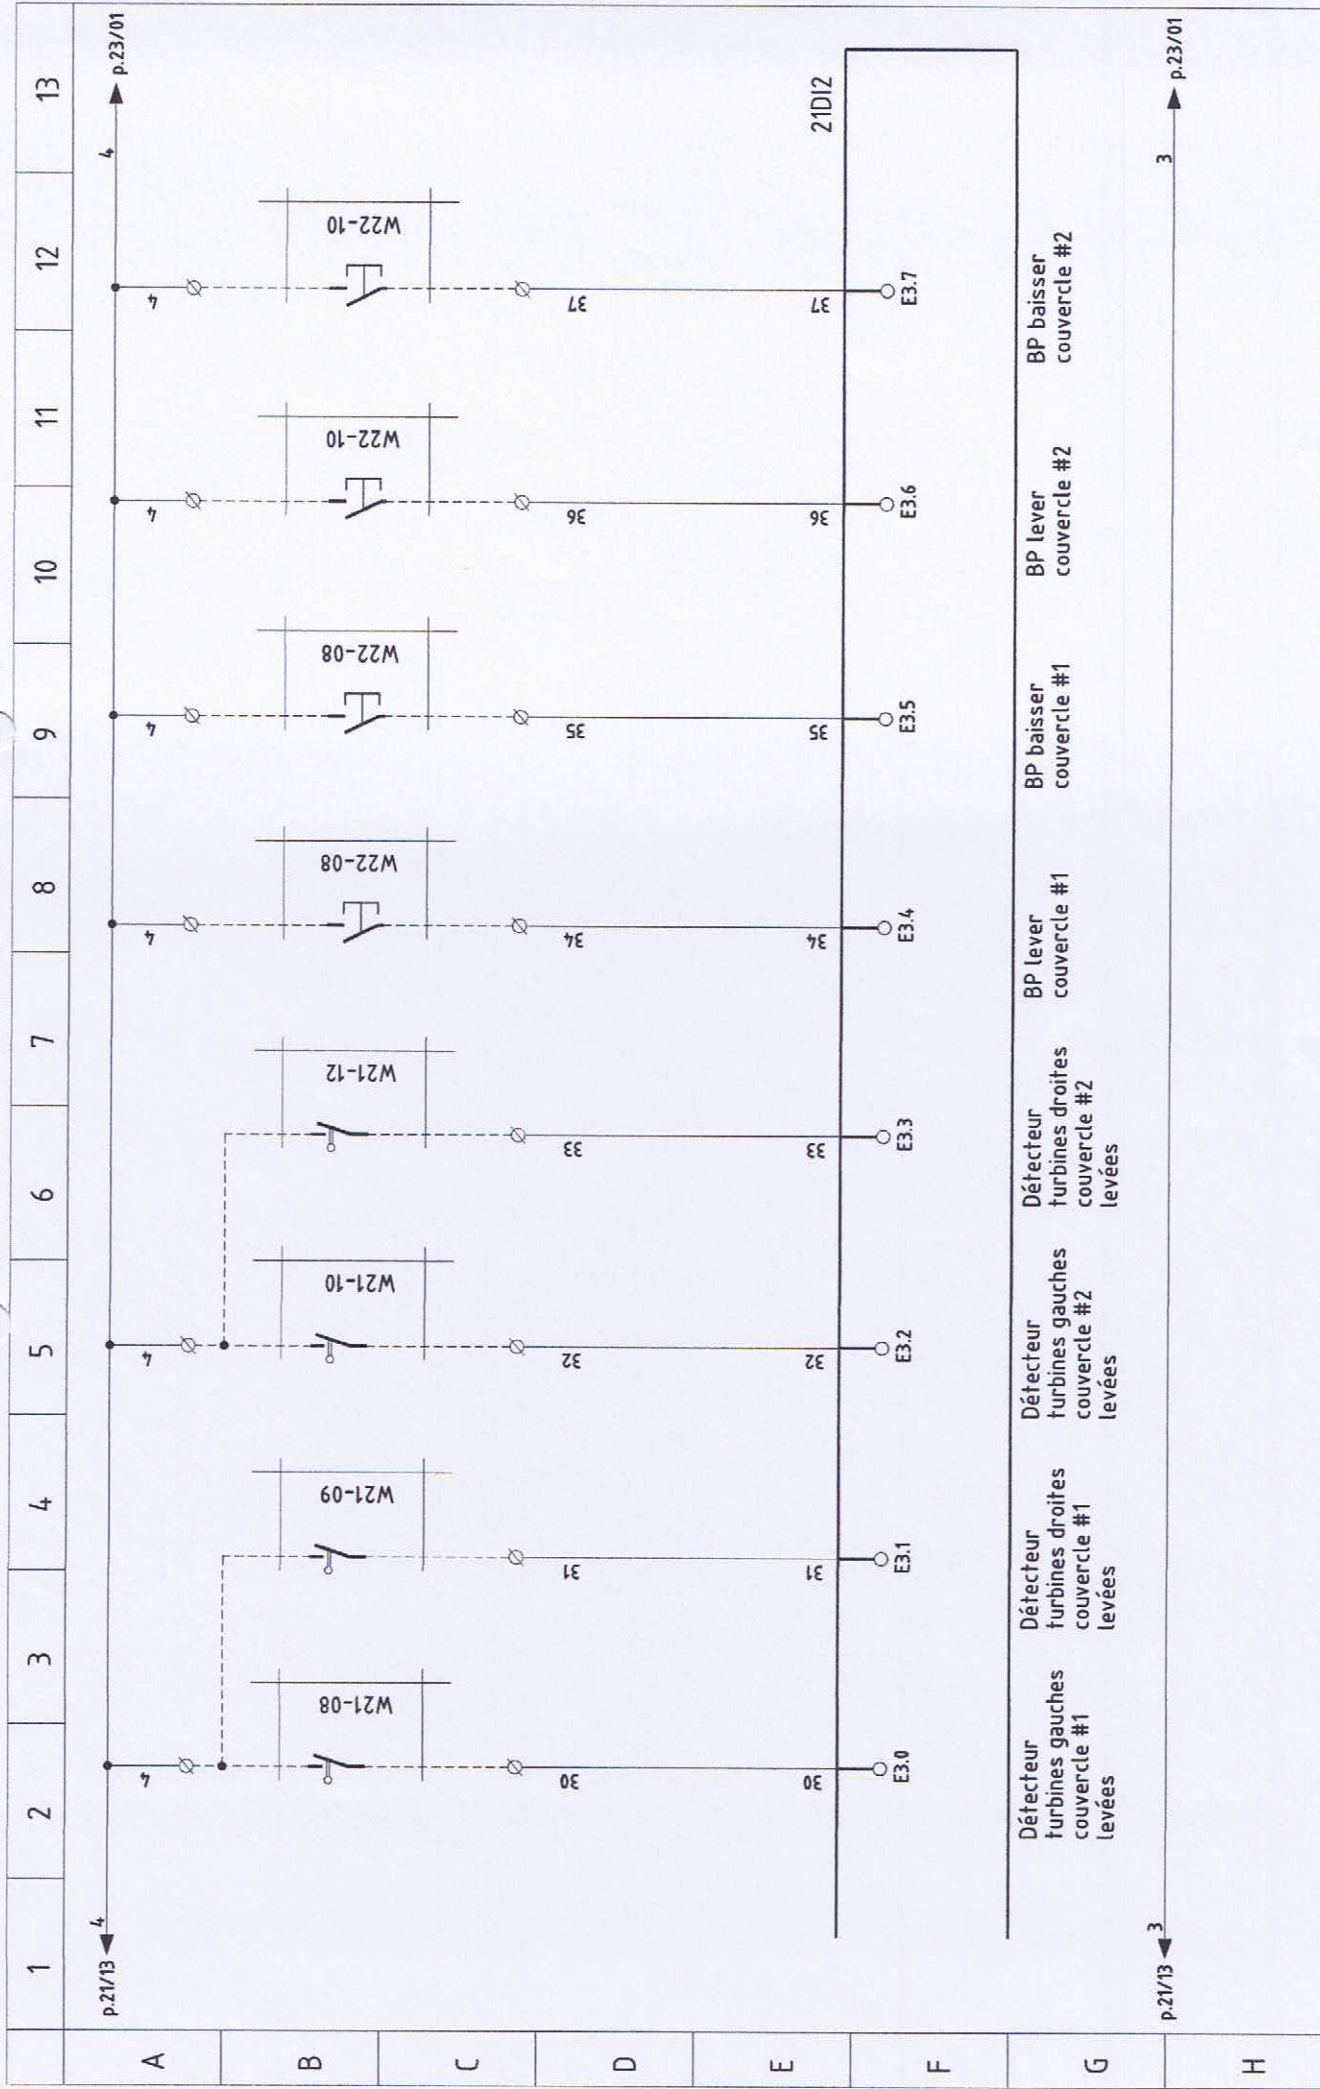 1 2 3 4 5 6 7 8 9 10 11 12 13
A
B
C
D
E
F
G
H
p.21/13 4
4 p.23/01
4 4 4 4 4 4
W21-08
W21-09
W21-10
W21-12
W22-08
W22-08
W22-10
W22-10
30 31 32 33 34 35 36 37
21DI2
30 31 32 33 34 35 36 37
E3.0 E3.1 E3.2 E3.3 E3.4 E3.5 E3.6 E3.7
Détecteur
turbines gauches
couvercle #1
levées
Détecteur
turbines droites
couvercle #1
levées
Détecteur
turbines gauches
couvercle #2
levées
Détecteur
turbines droites
couvercle #2
levées
BP lever
couvercle #1
BP baisser
couvercle #1
BP lever
couvercle #2
BP baisser
couvercle #2
p.21/13 3
3 p.23/01